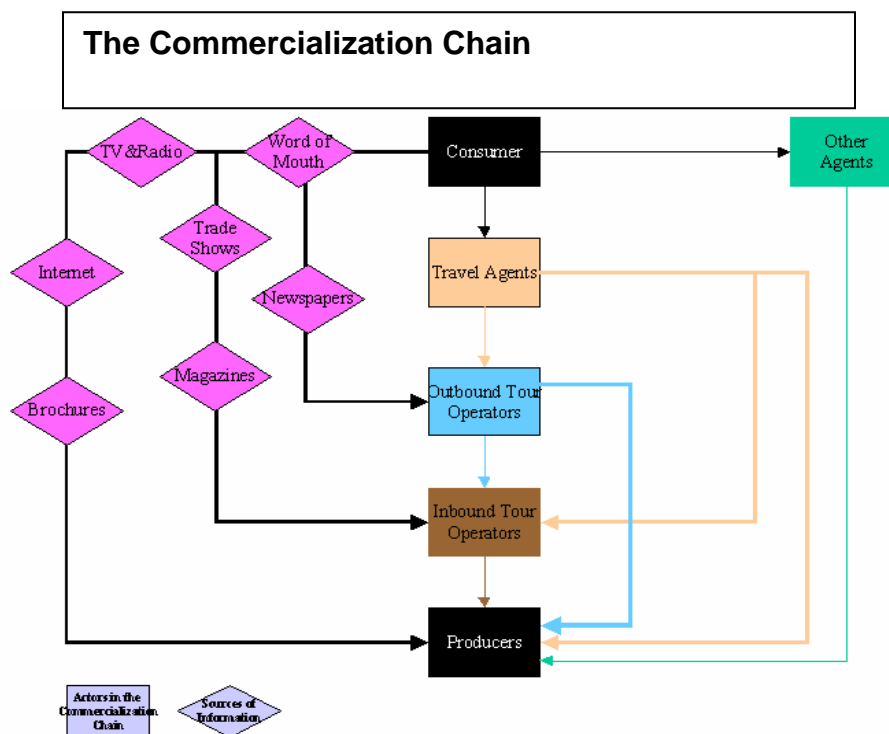 The Commercialization Chain
TV&Radio
Word of
Mouth
Consumer
Other
Agents
Trade
Shows
Internet
Newspapers
Travel Agents
Magazines
Brochures
Outbound Tour
Operators
Inbound Tour
Operators
Producers
Actors in the
Commercialization
Chain
Sources of
Information